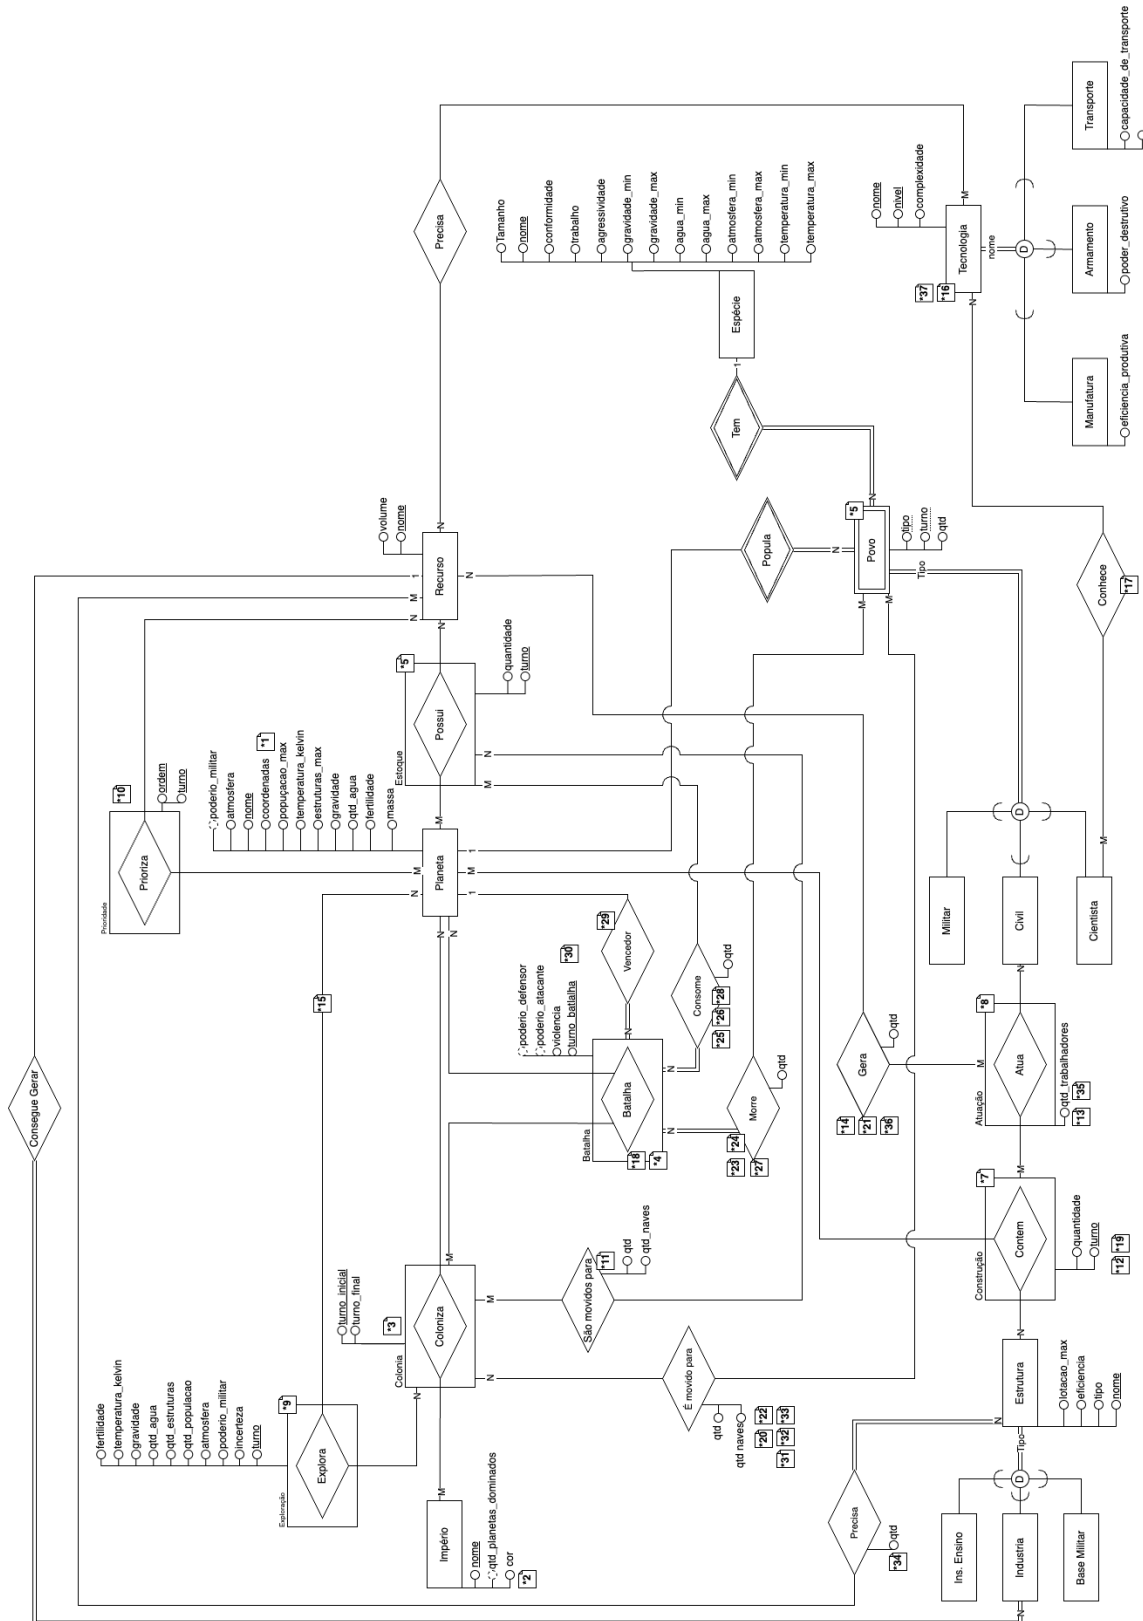 Consegue Gerar
fertilidade
temperatura_kelvin
gravidade
qtd_agua
qtd_estruturas
qtd_populacao
atmosfera
poderio_militar
incerteza
turno
Exploração
Explora
*9
*15
N
N
Prioridade
Prioriza
*10
ordem
turno
M
N
M
1
Império
nome
qtd_planetas_dominados
cor
*2
M
turno_inicial
turno_final
*3
Colonia
Coloniza
M
N
M
N
poderio_militar
atmosfera
nome
coordenadas
*1
popuçacao_max
temperatura_kelvin
estruturas_max
gravidade
qtd_agua
fertilidade
massa
Planeta
N
N
1
M
1
M
Estoque
Possui
*5
quantidade
turno
M
N
N
volume
nome
Recurso
N
N
Precisa
poderio_defensor
poderio_atacante
violencia
turno_batlalha
*30
Batalha
Batalha
*18
*4
N
N
N
Vencedor
*29
São movidos para
*11
qtd
qtd_naves
Consome
qtd
*25
*26
*28
Morre
qtd
*23
*24
*27
É movido para
qtd
qtd naves
*20
*22
*31
*32
*33
Tamanho
nome
conformidade
trabalho
agressividade
gravidade_min
gravidade_max
agua_min
agua_max
atmosfera_min
atmosfera_max
temperatura_min
temperatura_max
Espécie
1
Tem
N
Popula
N
Povo
*5
tipo
turno
qtd
M
M
Tipo
Precisa
qtd
*34
N
Gera
qtd
*14
*21
*36
M
nome
nivel
complexidade
Tecnologia
*37
*16
N
M
nome
D
Manufatura
eficiencia_produtiva
Armamento
poder_destrutivo
Transporte
capacidade_de_transporte
Militar
Civil
Cientista
D
N
M
Conhece
*17
Ins. Ensino
Industria
N
Base Militar
D
Tipo
Estrutura
lotacao_max
eficiencia
tipo
nome
N
Construção
Contem
*7
quantidade
turno
*12
*19
M
Atuação
Atua
*8
qtd_trabalhadores
*13
*35